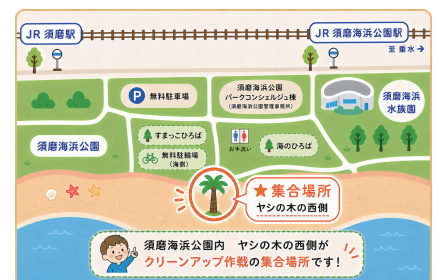 JR 須磨駅
JR 須磨海浜公園駅
至 垂水→
P 無料駐車場
須磨海浜公園
パークコンシェルジュ棟
(須磨海浜公園管理事務所)
須磨海浜
水族園
須磨海浜公園
すまっこひろば
無料駐輪場
(海側)
お手洗い
海のひろば
★集合場所
ヤシの木の西側
須磨海浜公園内 ヤシの木の西側が
クリーンアップ作戦の集合場所です!